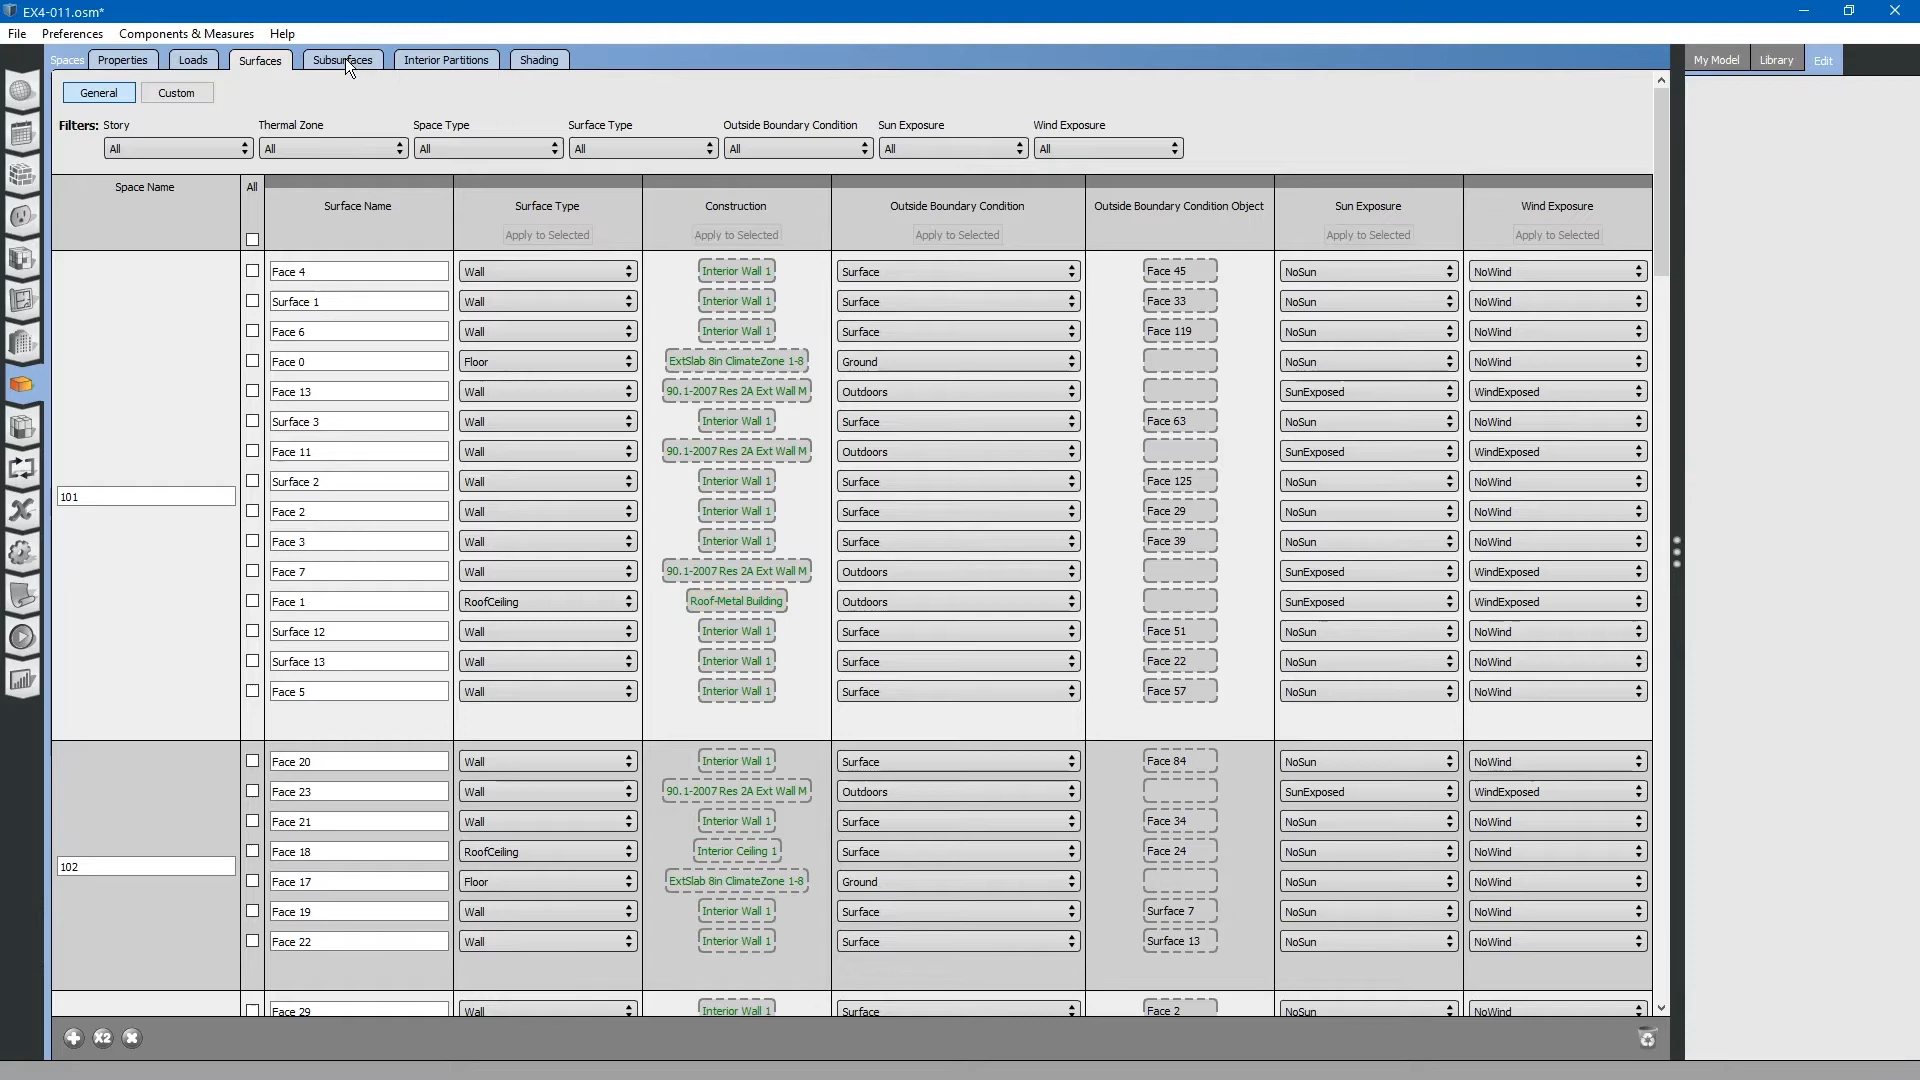 EX4-011.osm*
File Preferences Components & Measures Help
Spaces Properties Loads Surfaces Subsurfaces Interior Partitions Shading My Model Library Edit
General Custom
Filters: Story Thermal Zone Space Type Surface Type Outside Boundary Condition Sun Exposure Wind Exposure
All All All All All All All
Space Name All
Surface Name Surface Type Construction Outside Boundary Condition Outside Boundary Condition Object Sun Exposure Wind Exposure
Apply to Selected Apply to Selected Apply to Selected Apply to Selected Apply to Selected
Face 4 Wall Interior Wall 1 Surface Face 45 NoSun NoWind
Surface 1 Wall Interior Wall 1 Surface Face 33 NoSun NoWind
Face 6 Wall Interior Wall 1 Surface Face 119 NoSun NoWind
Face 0 Floor ExtSlab 8in ClimateZone 1-8 Ground NoSun NoWind
Face 13 Wall 90.1-2007 Res 2A Ext Wall M Outdoors SunExposed WindExposed
Surface 3 Wall Interior Wall 1 Surface Face 63 NoSun NoWind
Face 11 Wall 90.1-2007 Res 2A Ext Wall M Outdoors SunExposed WindExposed
Surface 2 Wall Interior Wall 1 Surface Face 125 NoSun NoWind
101
Face 2 Wall Interior Wall 1 Surface Face 29 NoSun NoWind
Face 3 Wall Interior Wall 1 Surface Face 39 NoSun NoWind
Face 7 Wall 90.1-2007 Res 2A Ext Wall M Outdoors SunExposed WindExposed
Face 1 RoofCeiling Roof-Metal Building Outdoors SunExposed WindExposed
Surface 12 Wall Interior Wall 1 Surface Face 51 NoSun NoWind
Surface 13 Wall Interior Wall 1 Surface Face 22 NoSun NoWind
Face 5 Wall Interior Wall 1 Surface Face 57 NoSun NoWind
Face 20 Wall Interior Wall 1 Surface Face 84 NoSun NoWind
Face 23 Wall 90.1-2007 Res 2A Ext Wall M Outdoors SunExposed WindExposed
Face 21 Wall Interior Wall 1 Surface Face 34 NoSun NoWind
Face 18 RoofCeiling Interior Ceiling 1 Surface Face 24 NoSun NoWind
102
Face 17 Floor ExtSlab 8in ClimateZone 1-8 Ground NoSun NoWind
Face 19 Wall Interior Wall 1 Surface Surface 7 NoSun NoWind
Face 22 Wall Interior Wall 1 Surface Surface 13 NoSun NoWind
Face 29 Wall Interior Wall 1 Surface Face 2 NoSun NoWind
X2